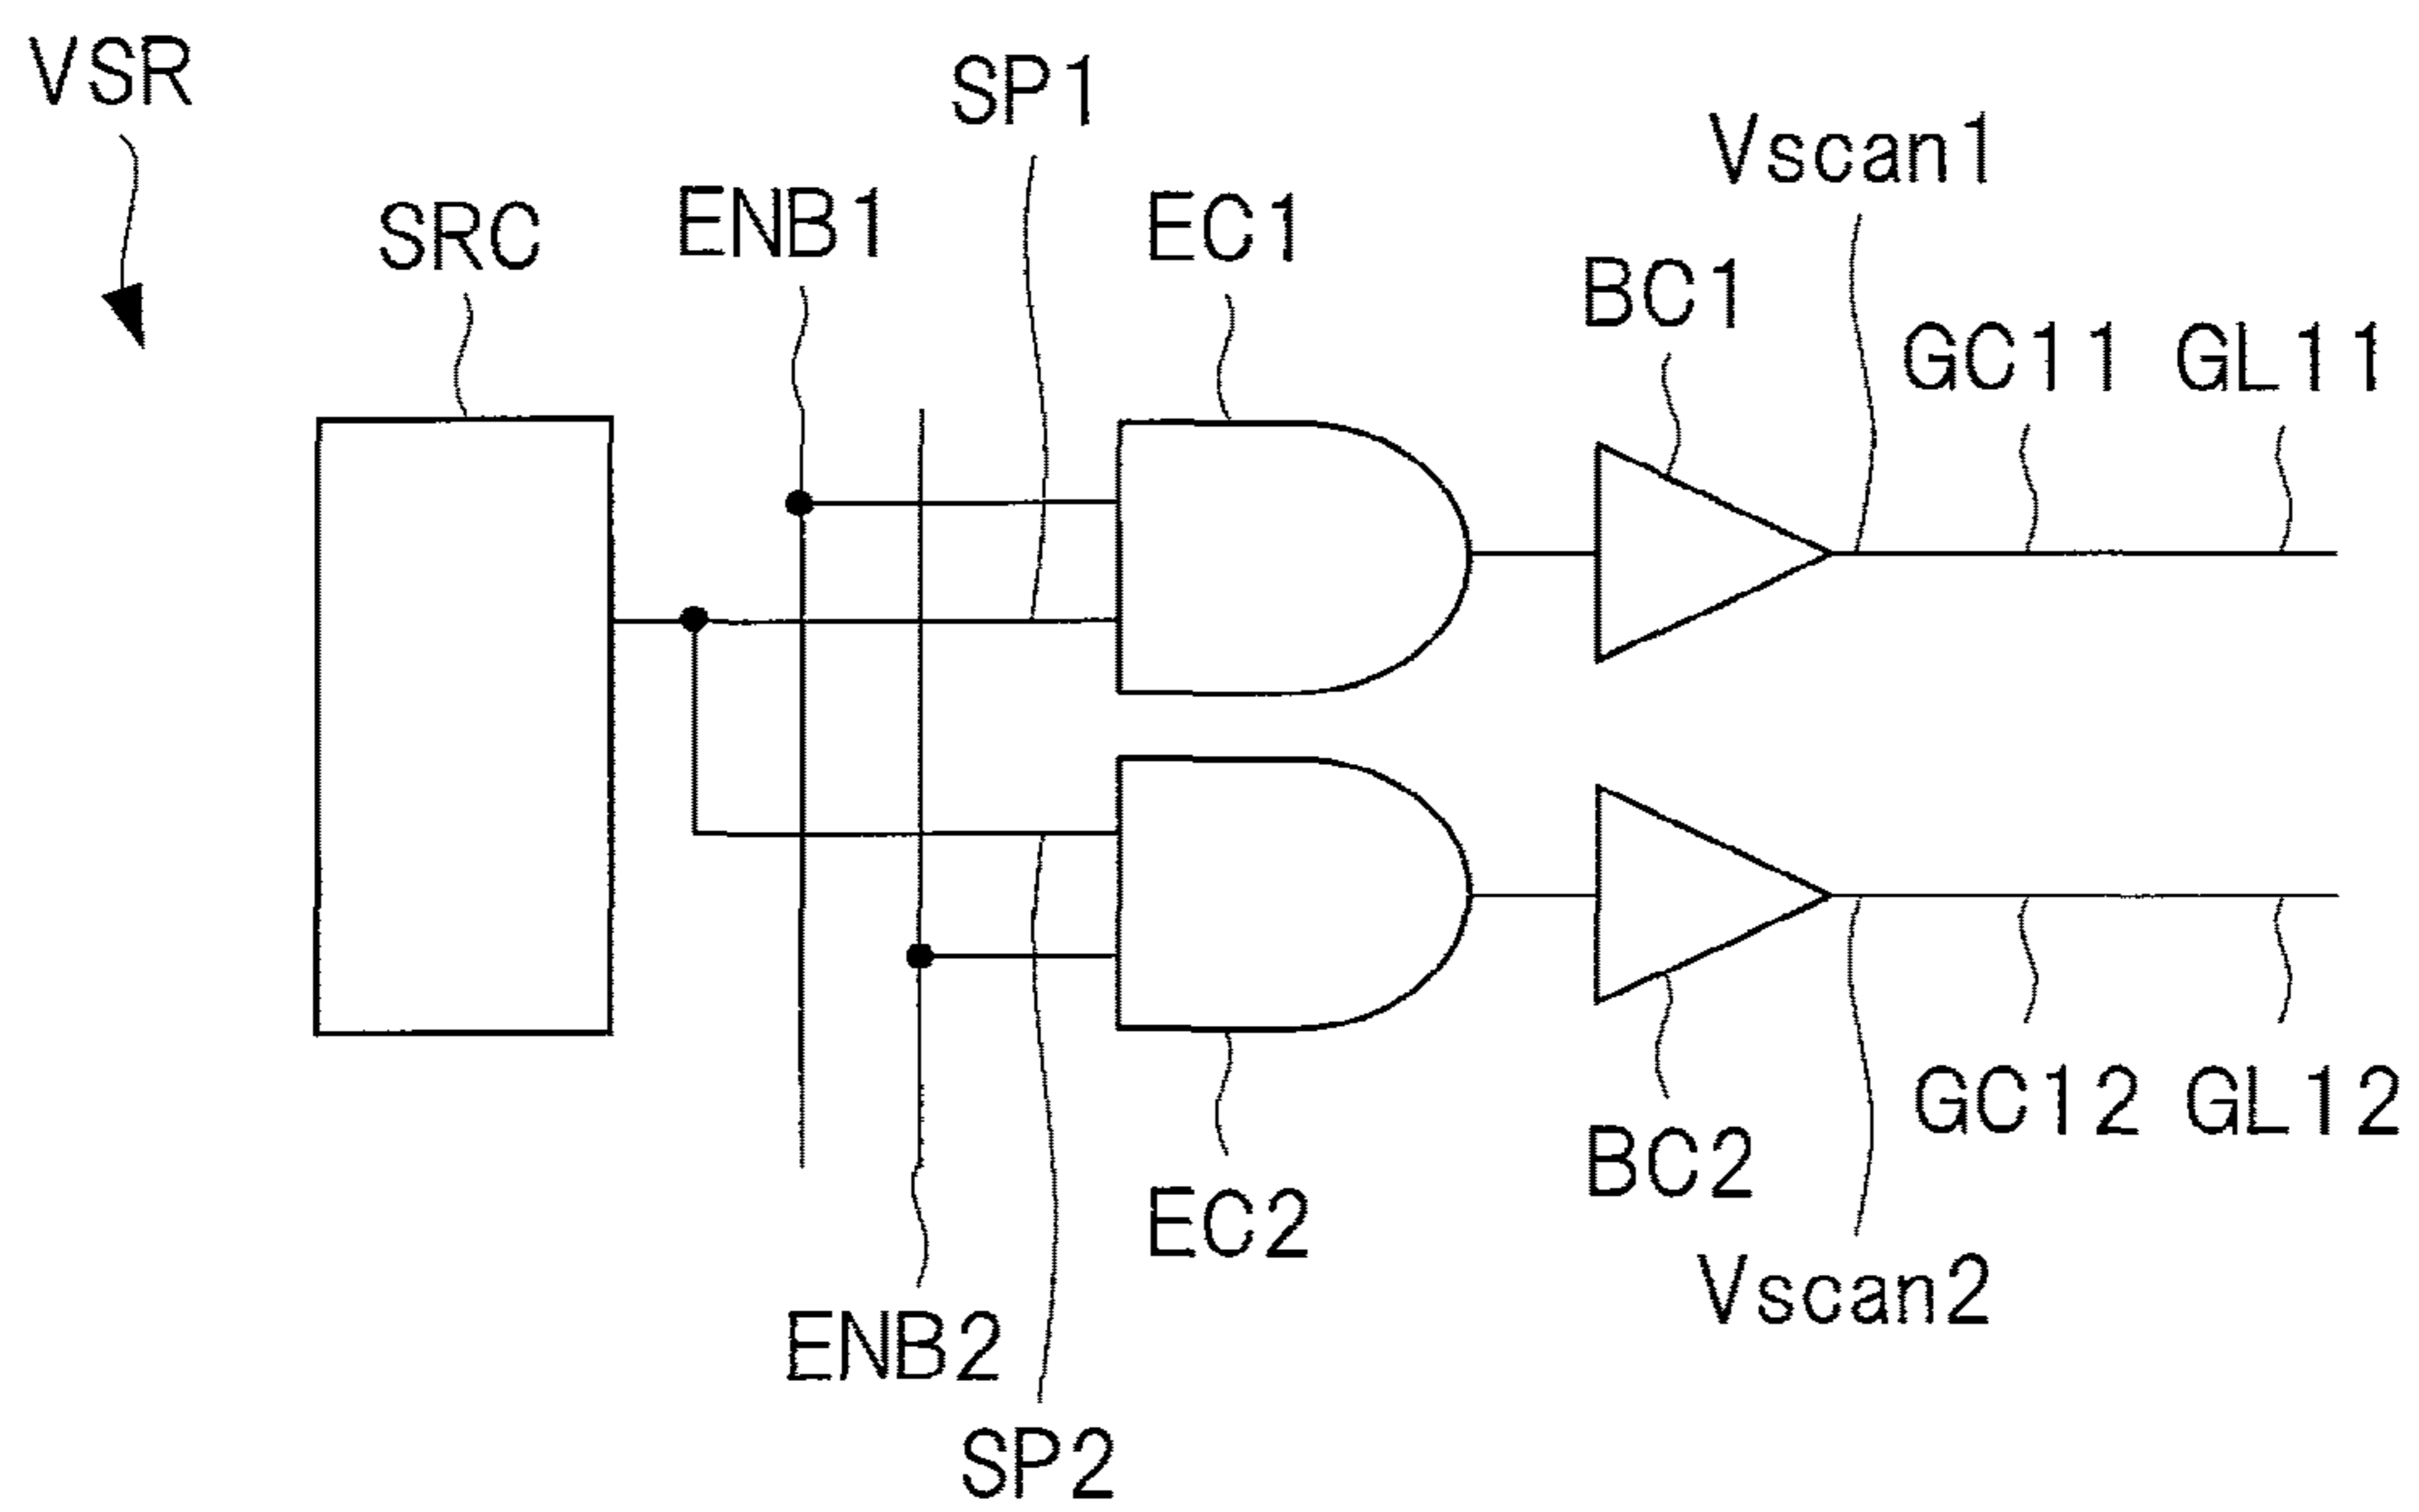 VSR
SP1
Vscan1
SRC
ENB1
EC1
BC1
GC11
GL11
GC12
GL12
BC2
EC2
Vscan2
ENB2
SP2